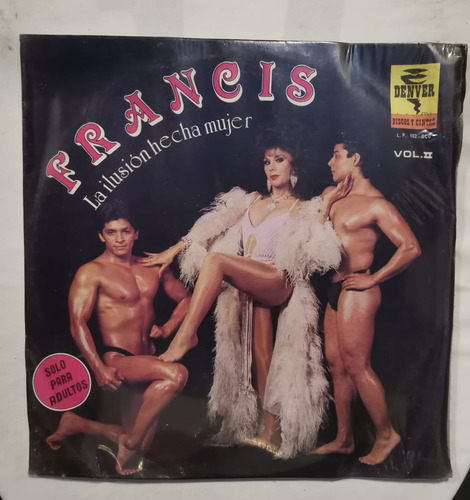 FRANCIS
La ilusión hecha mujer
DENVER
DISCOS Y CINTAS
VOL. II
SOLO
PARA
ADULTOS